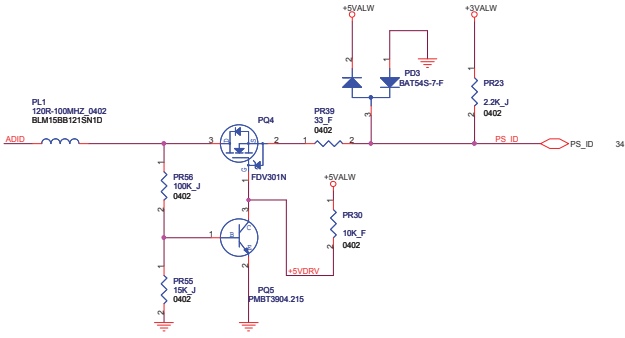 +5VALW
+3VALW
2
1
1
PD3
BAT54S-7-F
PL1
120R-100MHZ_0402
BLM15BB121SN1D
PQ4
PR39
33_F
0402
3
PR23
2.2K_J
0402
2
ADID
3
D
S
2
1
2
PS_ID
PS_ID
34
G
FDV301N
1
1
PR56
100K_J
0402
2
+5VALW
1
PR30
10K_F
0402
2
3
1
B
C
E
2
+5VDRV
1
PR55
15K_J
0402
2
PQ5
PMBT3904.215